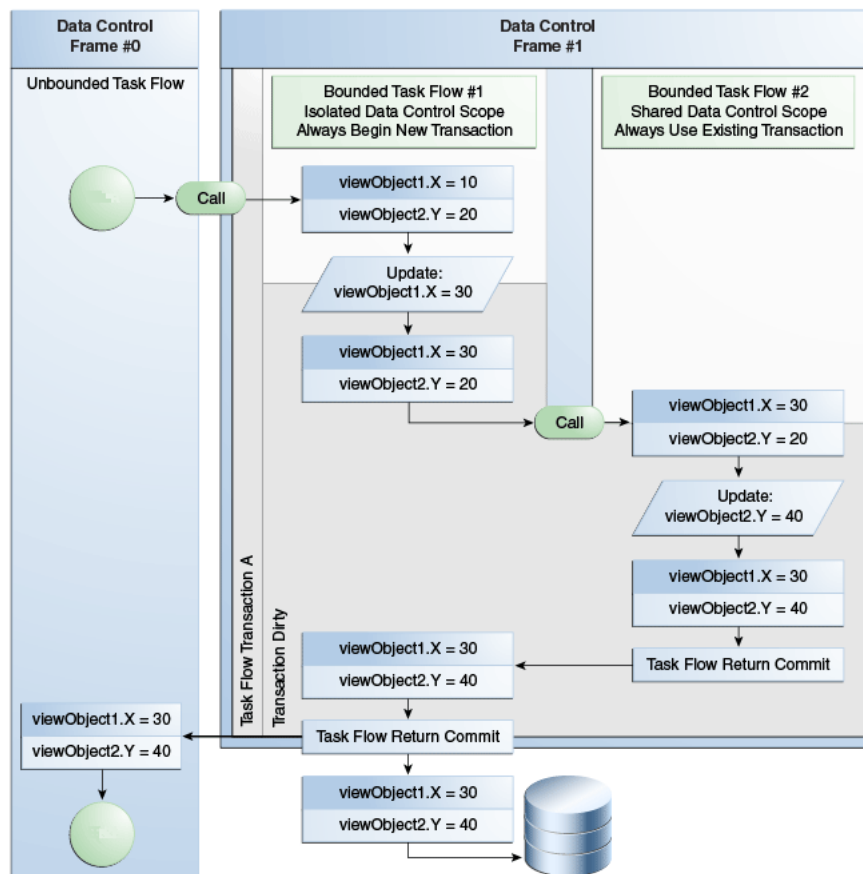 Data Control
Frame #0
Data Control
Frame #1
Unbounded Task Flow
Bounded Task Flow #1
Isolated Data Control Scope
Always Begin New Transaction
Bounded Task Flow #2
Shared Data Control Scope
Always Use Existing Transaction
Call
viewObject1.X = 10
viewObject2.Y = 20
Update:
viewObject1.X = 30
viewObject1.X = 30
viewObject2.Y = 20
Call
viewObject1.X = 30
viewObject2.Y = 20
Update:
viewObject2.Y = 40
viewObject1.X = 30
viewObject2.Y = 40
Task Flow Return Commit
Task Flow Transaction A
Transaction Dirty
viewObject1.X = 30
viewObject2.Y = 40
Task Flow Return Commit
viewObject1.X = 30
viewObject2.Y = 40
viewObject1.X = 30
viewObject2.Y = 40